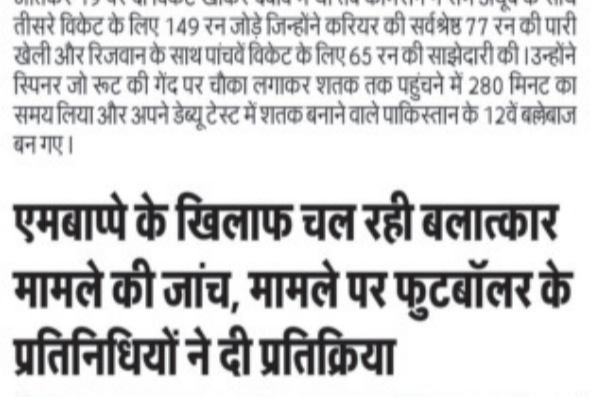 तीसरे विकेट के लिए 149 रन जोड़े जिन्होंने करियर की सर्वश्रेष्ठ 77 रन की पारी
खेली और रिजवान के साथ पांचवें विकेट के लिए 65 रन की साझेदारी की।उन्होंने
स्पिनर जो रूट की गेंद पर चौका लगाकर शतक तक पहुंचने में 280 मिनट का
समय लिया और अपने डेब्यू टेस्ट में शतक बनाने वाले पाकिस्तान के 12वें बल्लेबाज
बन गए।
एमबाप्पे के खिलाफ चल रही बलात्कार
मामले की जांच, मामले पर फुटबॉलर के
प्रतिनिधियों ने दी प्रतिक्रिया